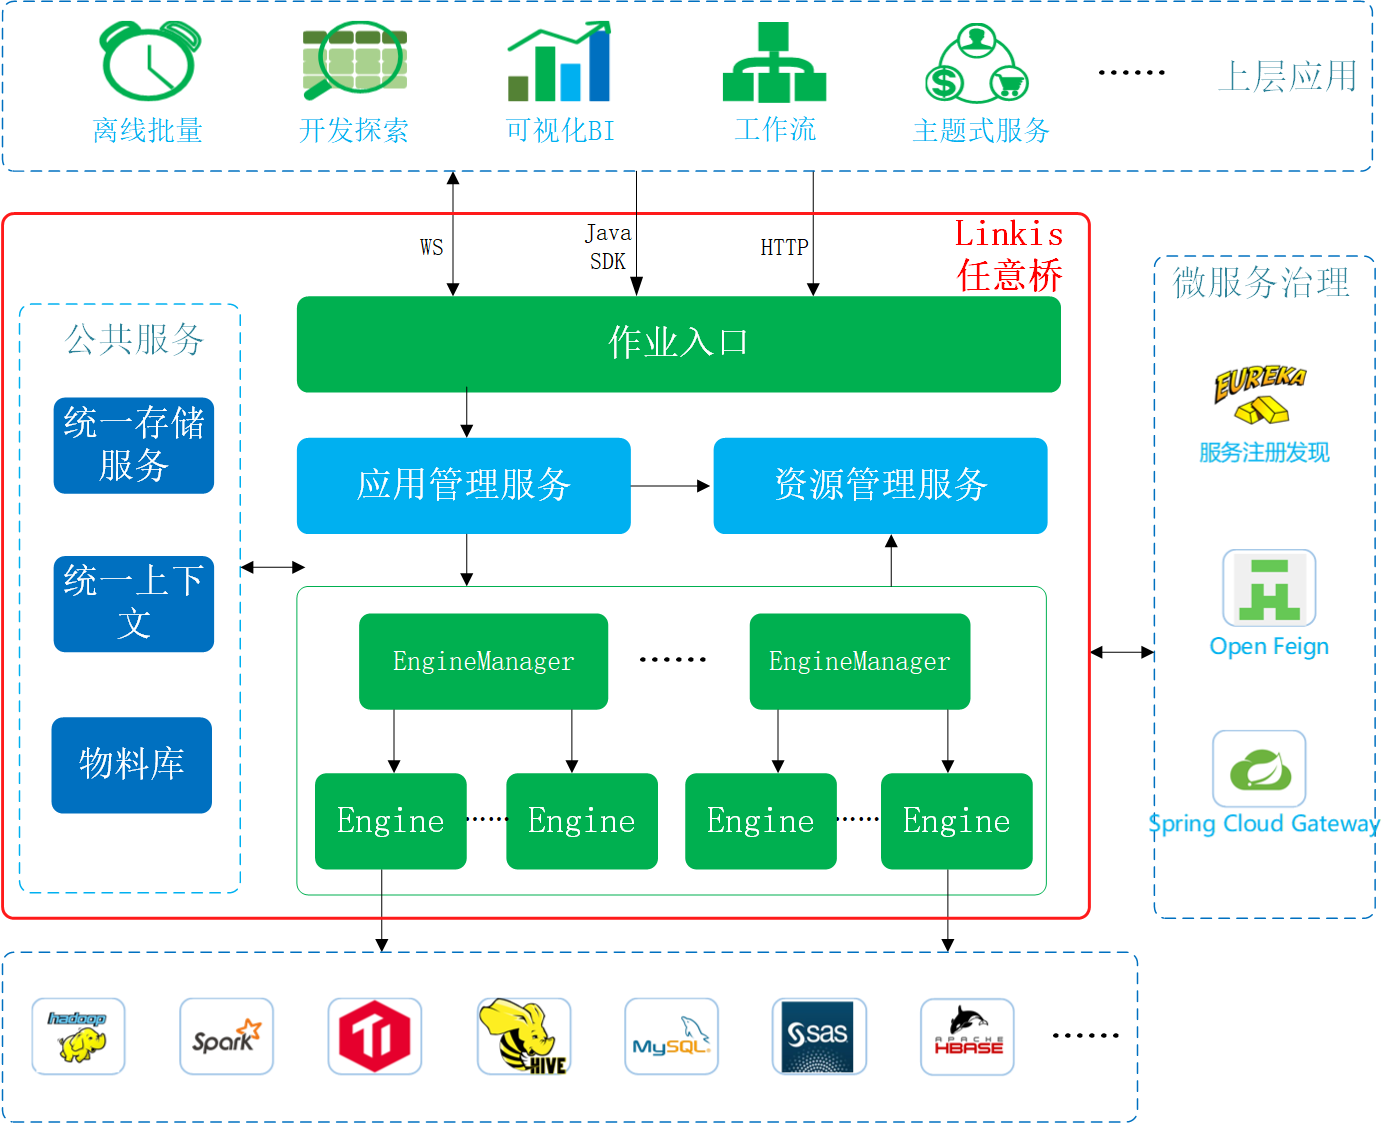 离线批量
开发探索
可视化BI
工作流
主题式服务
······
上层应用
WS
Java
SDK
HTTP
Linkis
任意桥
作业入口
公共服务
统一存储
服务
统一上下
文
物料库
应用管理服务
资源管理服务
EngineManager
······
EngineManager
Engine
······
Engine
Engine
······
Engine
微服务治理
EUREKA
服务注册发现
Open Feign
Spring Cloud Gateway
hadoop
Spark
HIVE
MySQL
sas
APACHE
HBASE
······